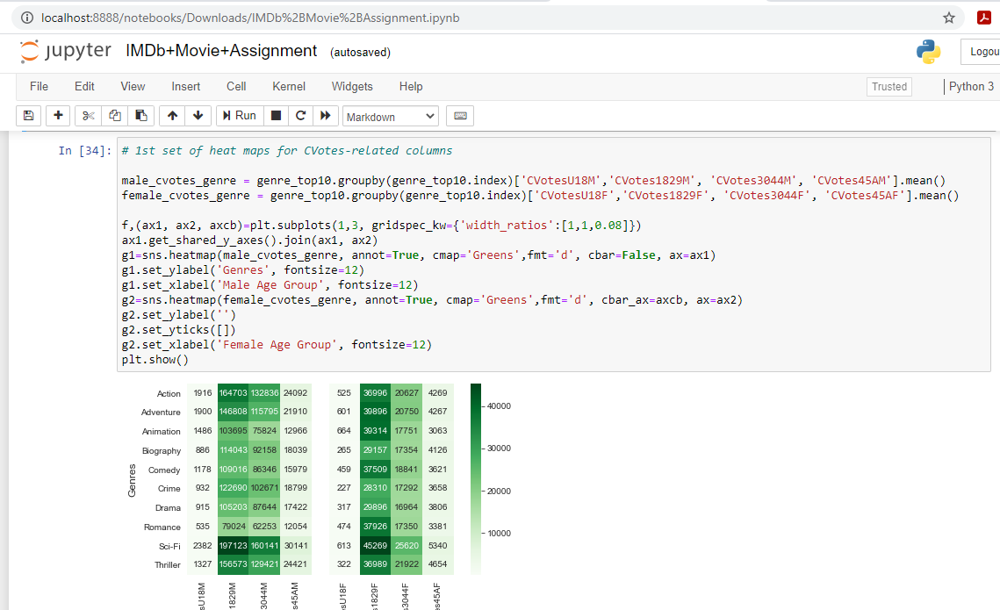 localhost:8888/notebooks/Downloads/IMDb%2BMovie%2BAssignment.ipynb
jupyter IMDb+Movie+Assignment (autosaved)
Logou
File Edit View Insert Cell Kernel Widgets Help Trusted Python 3
Run Markdown
In [34]: # 1st set of heat maps for CVotes-related columns
male_cvotes_genre = genre_top10.groupby(genre_top10.index)['CVotesU18M','CVotes1829M', 'CVotes3044M', 'CVotes45AM'].mean()
female_cvotes_genre = genre_top10.groupby(genre_top10.index)['CVotesU18F','CVotes1829F', 'CVotes3044F', 'CVotes45AF'].mean()
f,(ax1, ax2, axcb)=plt.subplots(1,3, gridspec_kw={'width_ratios':[1,1,0.08]})
ax1.get_shared_y_axes().join(ax1, ax2)
g1=sns.heatmap(male_cvotes_genre, annot=True, cmap='Greens',fmt='d', cbar=False, ax=ax1)
g1.set_ylabel('Genres', fontsize=12)
g1.set_xlabel('Male Age Group', fontsize=12)
g2=sns.heatmap(female_cvotes_genre, annot=True, cmap='Greens',fmt='d', cbar_ax=axcb, ax=ax2)
g2.set_ylabel('')
g2.set_yticks([])
g2.set_xlabel('Female Age Group', fontsize=12)
plt.show()
Genres
Action 1916 164703 132836 24092 525 36996 20627 4269
Adventure 1900 146808 115795 21910 601 39896 20750 4267
Animation 1486 103695 75824 12966 664 39314 17751 3063
Biography 886 114043 92158 18039 265 29157 17354 4126
Comedy 1178 109016 86346 15979 459 37509 18841 3621
Crime 932 122690 102671 18799 227 28310 17292 3658
Drama 915 105203 87644 17422 317 29896 16964 3806
Romance 535 79024 62253 12054 474 37926 17350 3381
Sci-Fi 2382 197123 160141 30141 613 45269 25620 5340
Thriller 1327 156573 129421 24421 322 36989 21922 4654
40000
30000
20000
10000
sU18M 1829M 3044M s45AM sU18F s1829F s3044F es45AF